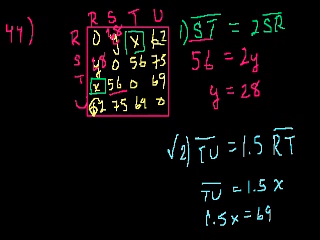 44)
R S T U
R 0 y x 62
S y 0 56 75
T x 56 0 69
U 62 75 69 0
1) ST = 2SR
56 = 2y
y = 28
√2) TU = 1.5 RT
TU = 1.5x
1.5x = 69